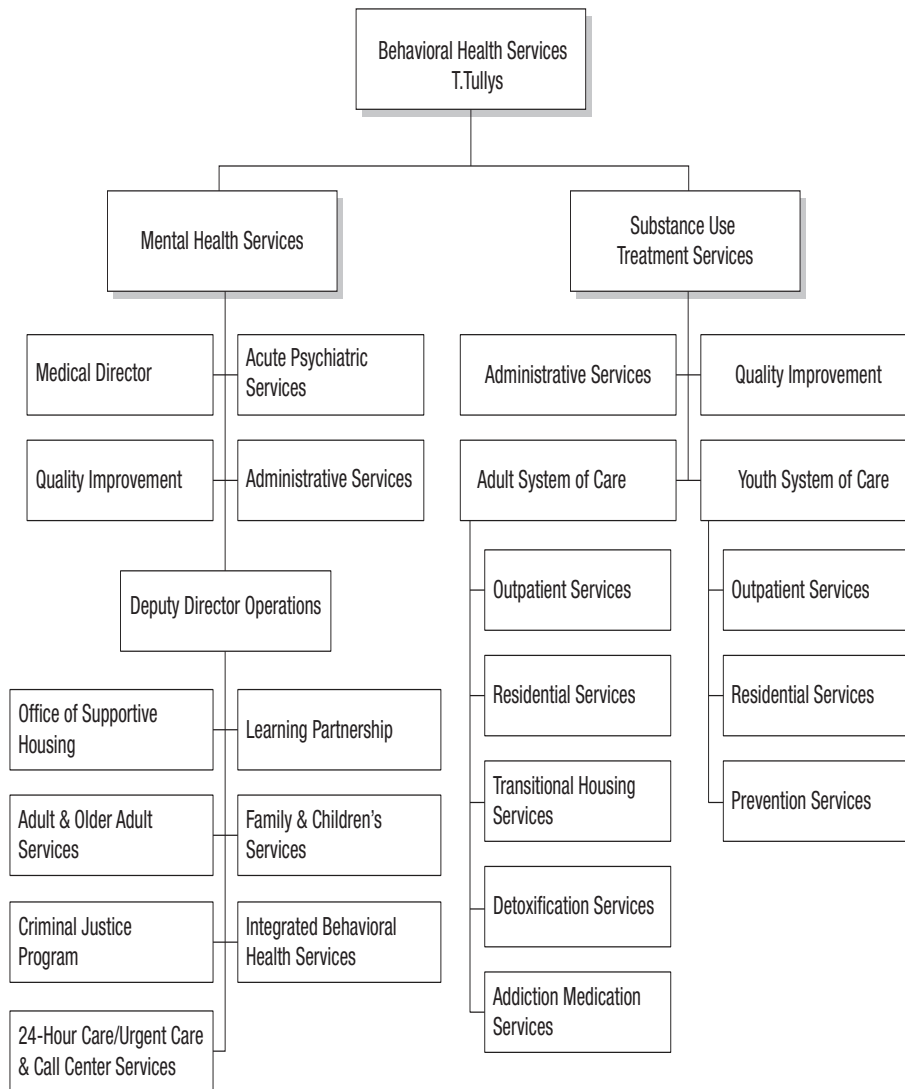 Behavioral Health Services
T.Tullys
Mental Health Services
Substance Use
Treatment Services
Medical Director
Acute Psychiatric
Services
Quality Improvement
Administrative Services
Deputy Director Operations
Office of Supportive
Housing
Learning Partnership
Adult & Older Adult
Services
Family & Children's
Services
Criminal Justice
Program
Integrated Behavioral
Health Services
24-Hour Care/Urgent Care
& Call Center Services
Administrative Services
Quality Improvement
Adult System of Care
Youth System of Care
Outpatient Services
Residential Services
Transitional Housing
Services
Detoxification Services
Addiction Medication
Services
Outpatient Services
Residential Services
Prevention Services